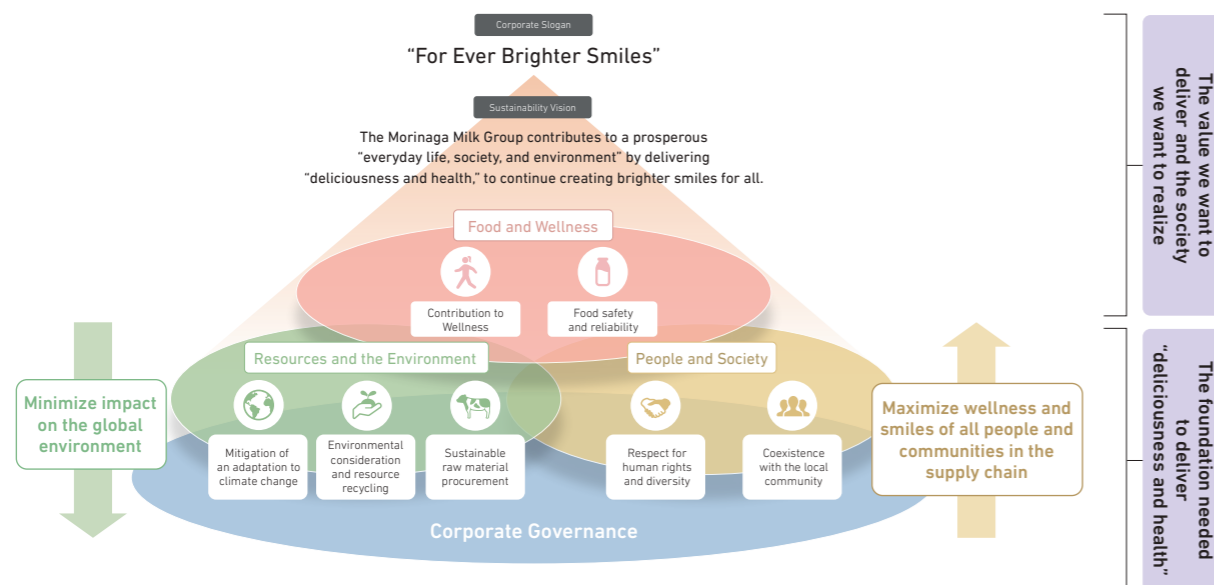 Corporate Slogan
“For Ever Brighter Smiles”
Sustainability Vision
The Morinaga Milk Group contributes to a prosperous
“everyday life, society, and environment” by delivering
“deliciousness and health,” to continue creating brighter smiles for all.
Food and Wellness
Contribution to
Wellness
Food safety
and reliability
Resources and the Environment
Mitigation of
an adaptation to
climate change
Environmental
consideration
and resource
recycling
Sustainable
raw material
procurement
People and Society
Respect for
human rights
and diversity
Coexistence
with the local
community
Corporate Governance
Minimize impact
on the global
environment
Maximize wellness and
smiles of all people and
communities in the
supply chain
The value we want to
deliver and the society
we want to realize
The foundation needed
to deliver
“deliciousness and health”